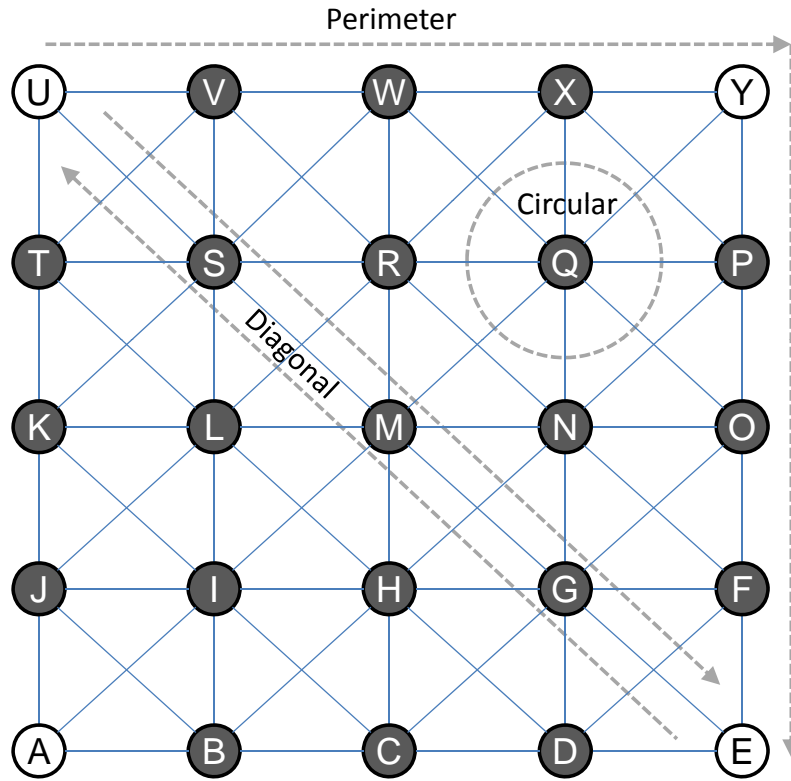 Perimeter
U V W X Y
Circular
T S R Q P
Diagonal
K L M N O
J I H G F
A B C D E